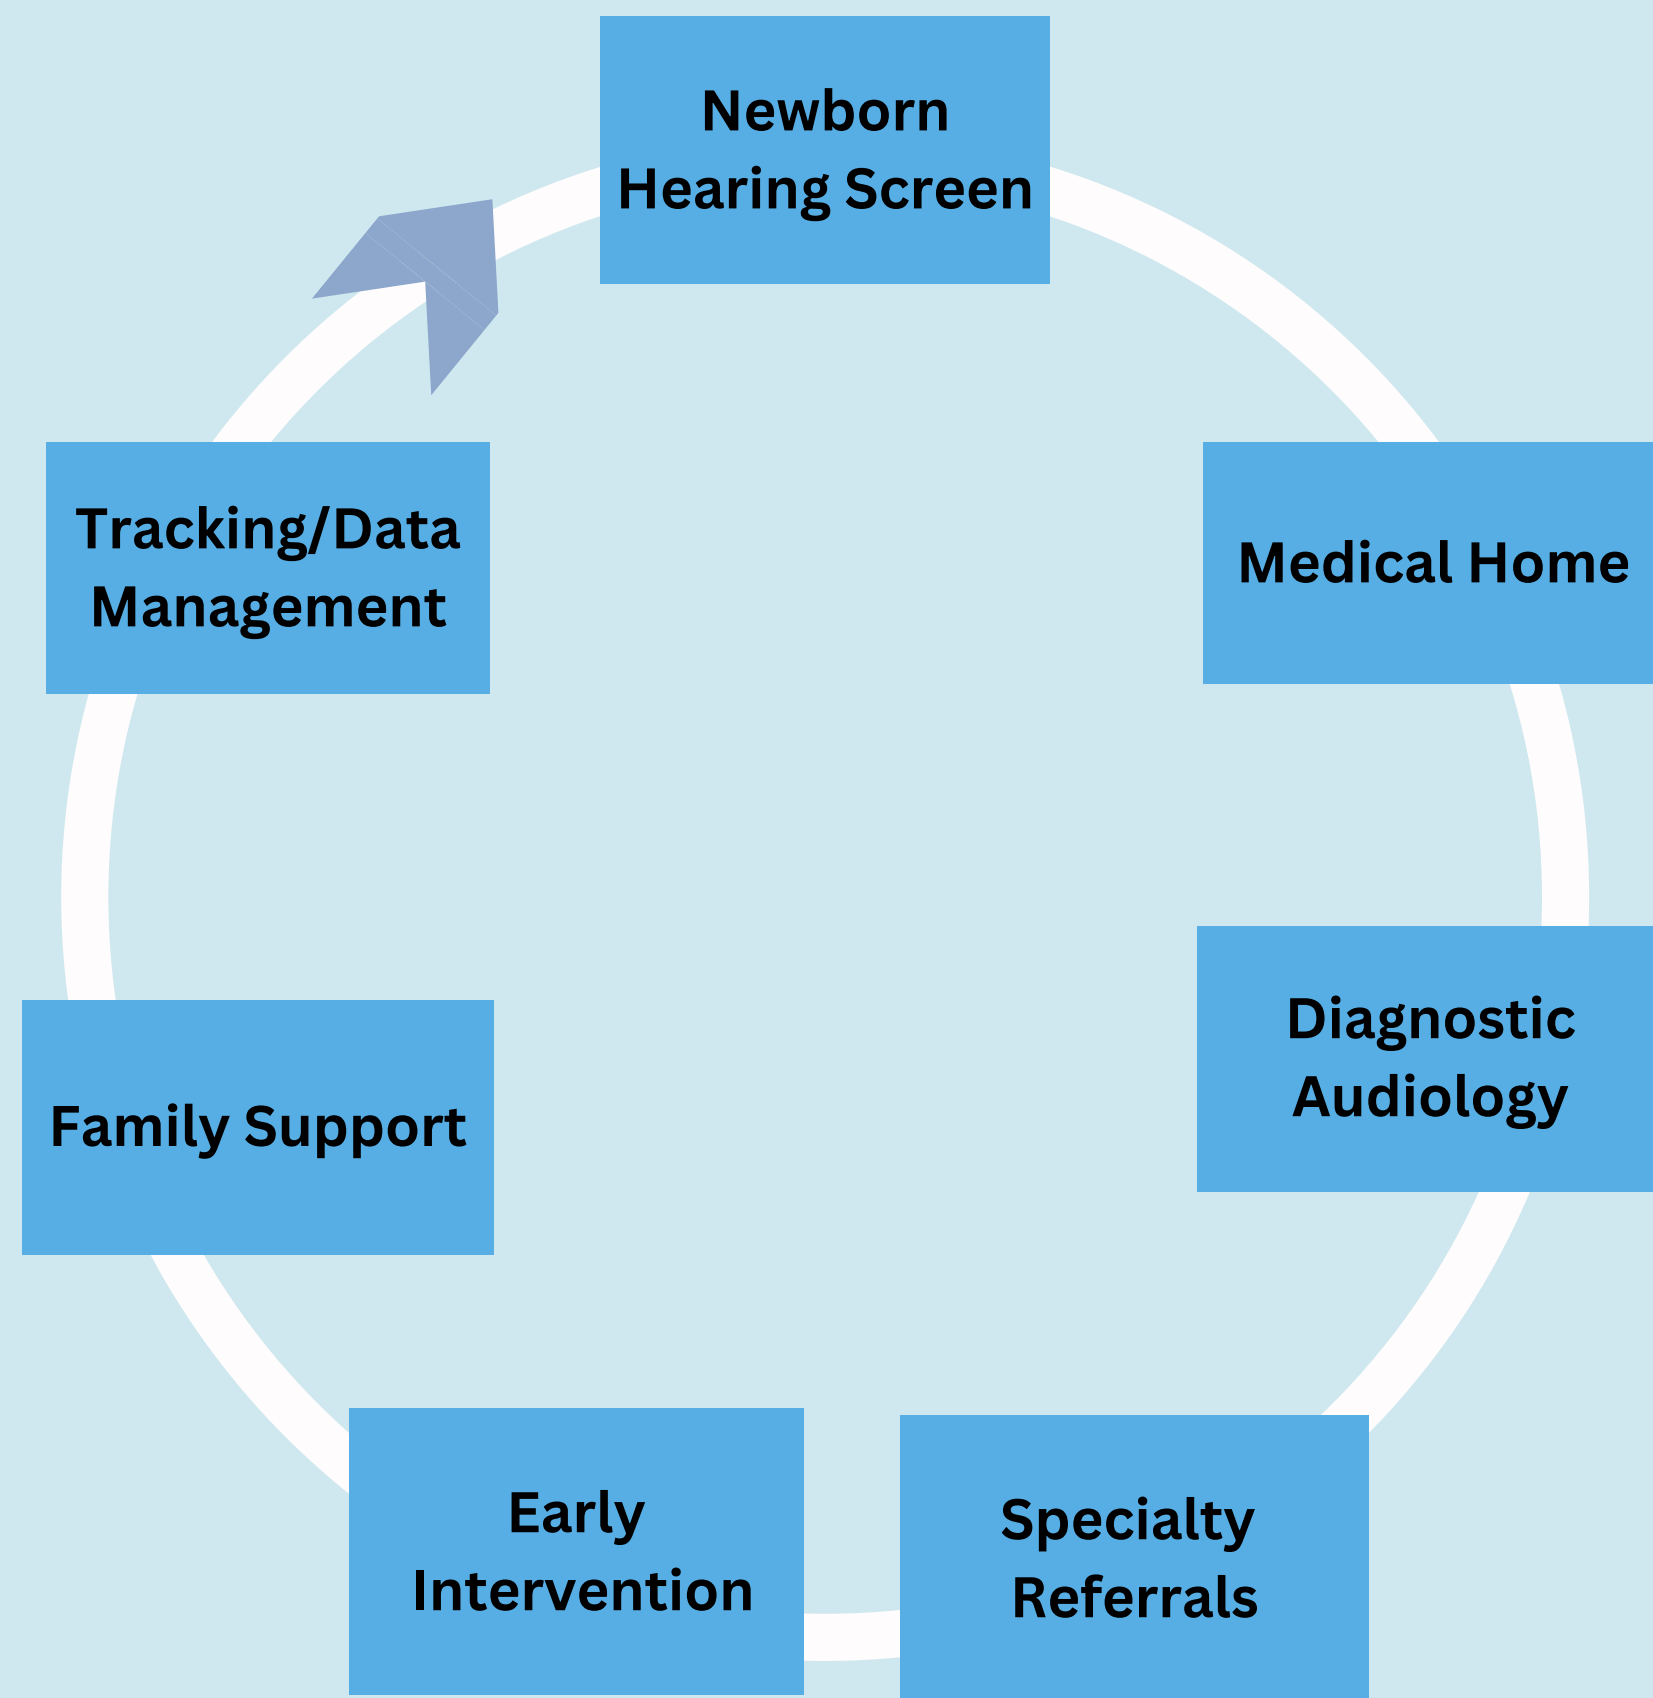 Newborn
Hearing Screen
Medical Home
Diagnostic
Audiology
Specialty
Referrals
Early
Intervention
Family Support
Tracking/Data
Management